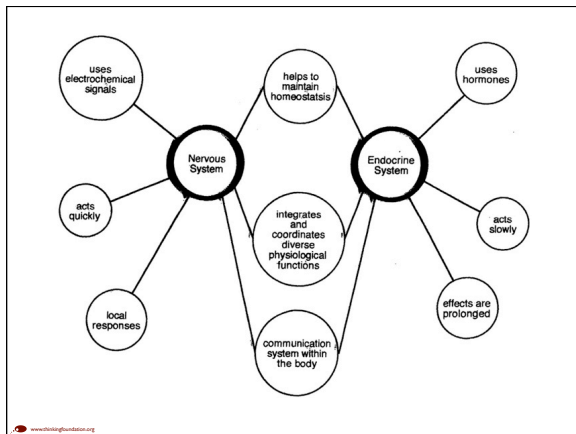 uses
electrochemical
signals
helps to
maintain
homeostatsis
uses
hormones
Nervous
System
Endocrine
System
acts
quickly
integrates
and
coordinates
diverse
physiological
functions
acts
slowly
local
responses
effects are
prolonged
communication
system within
the body
www.thinkingfoundation.org